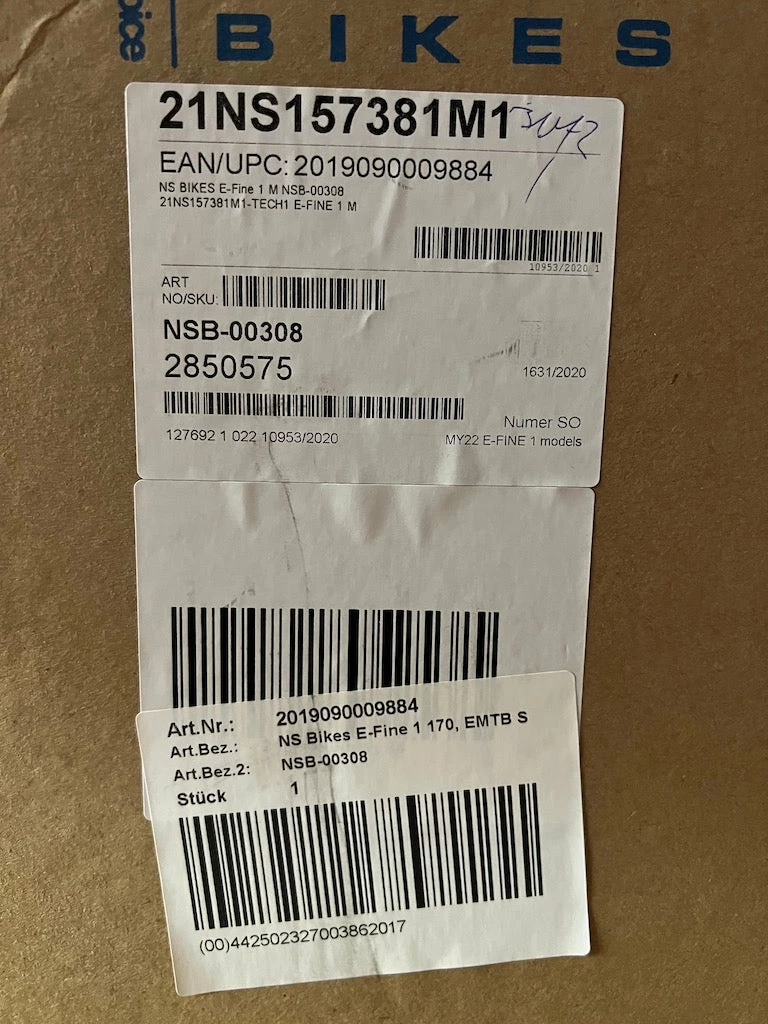 BIKES
21NS157381M1
EAN/UPC: 2019090009884
NS BIKES E-Fine 1 M NSB-00308
21NS157381M1-TECH1 E-FINE 1 M
10953/2020 1
ART
NO/SKU:
NSB-00308
2850575
1631/2020
127692 1 022 10953/2020
Numer SO
MY22 E-FINE 1 models
Art.Nr.: 2019090009884
Art.Bez.: NS Bikes E-Fine 1 170, EMTB S
Art.Bez.2: NSB-00308
Stück 1
(00)442502327003862017